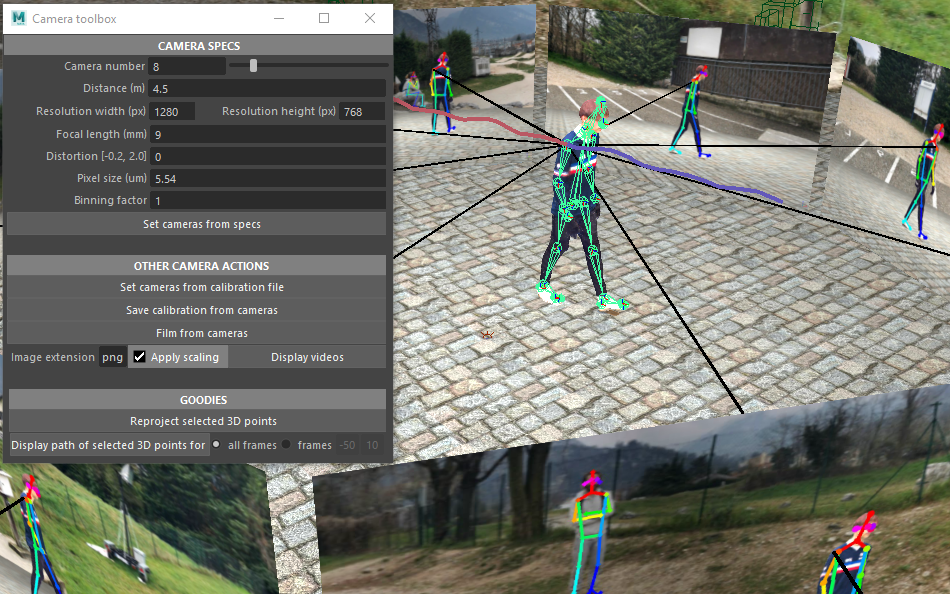 Camera toolbox
CAMERA SPECS
Camera number 8
Distance (m) 4.5
Resolution width (px) 1280 Resolution height (px) 768
Focal length (mm) 9
Distortion [-0.2, 2.0] 0
Pixel size (um) 5.54
Binning factor 1
Set cameras from specs
OTHER CAMERA ACTIONS
Set cameras from calibration file
Save calibration from cameras
Film from cameras
Image extension png Apply scaling Display videos
GOODIES
Reproject selected 3D points
Display path of selected 3D points for all frames frames -50 10